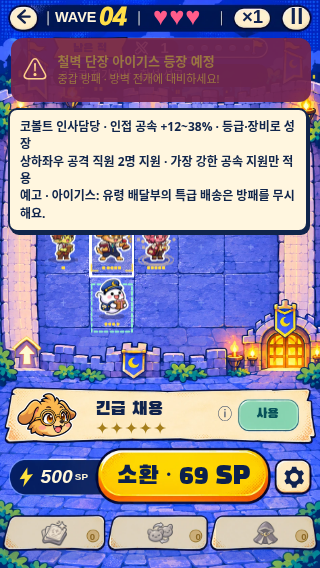 WAVE 04
×1
철벽 단장 아이기스 등장 예정
중갑 방패 · 방벽 전개에 대비하세요!
코볼트 인사담당 · 인접 공속 +12~38% · 등급·장비로 성
장
상하좌우 공격 직원 2명 지원 · 가장 강한 공속 지원만 적
용
예고 · 아이기스: 유령 배달부의 특급 배송은 방패를 무시
해요.
긴급 채용
사용
500 SP
소환 · 69 SP
0
0
0